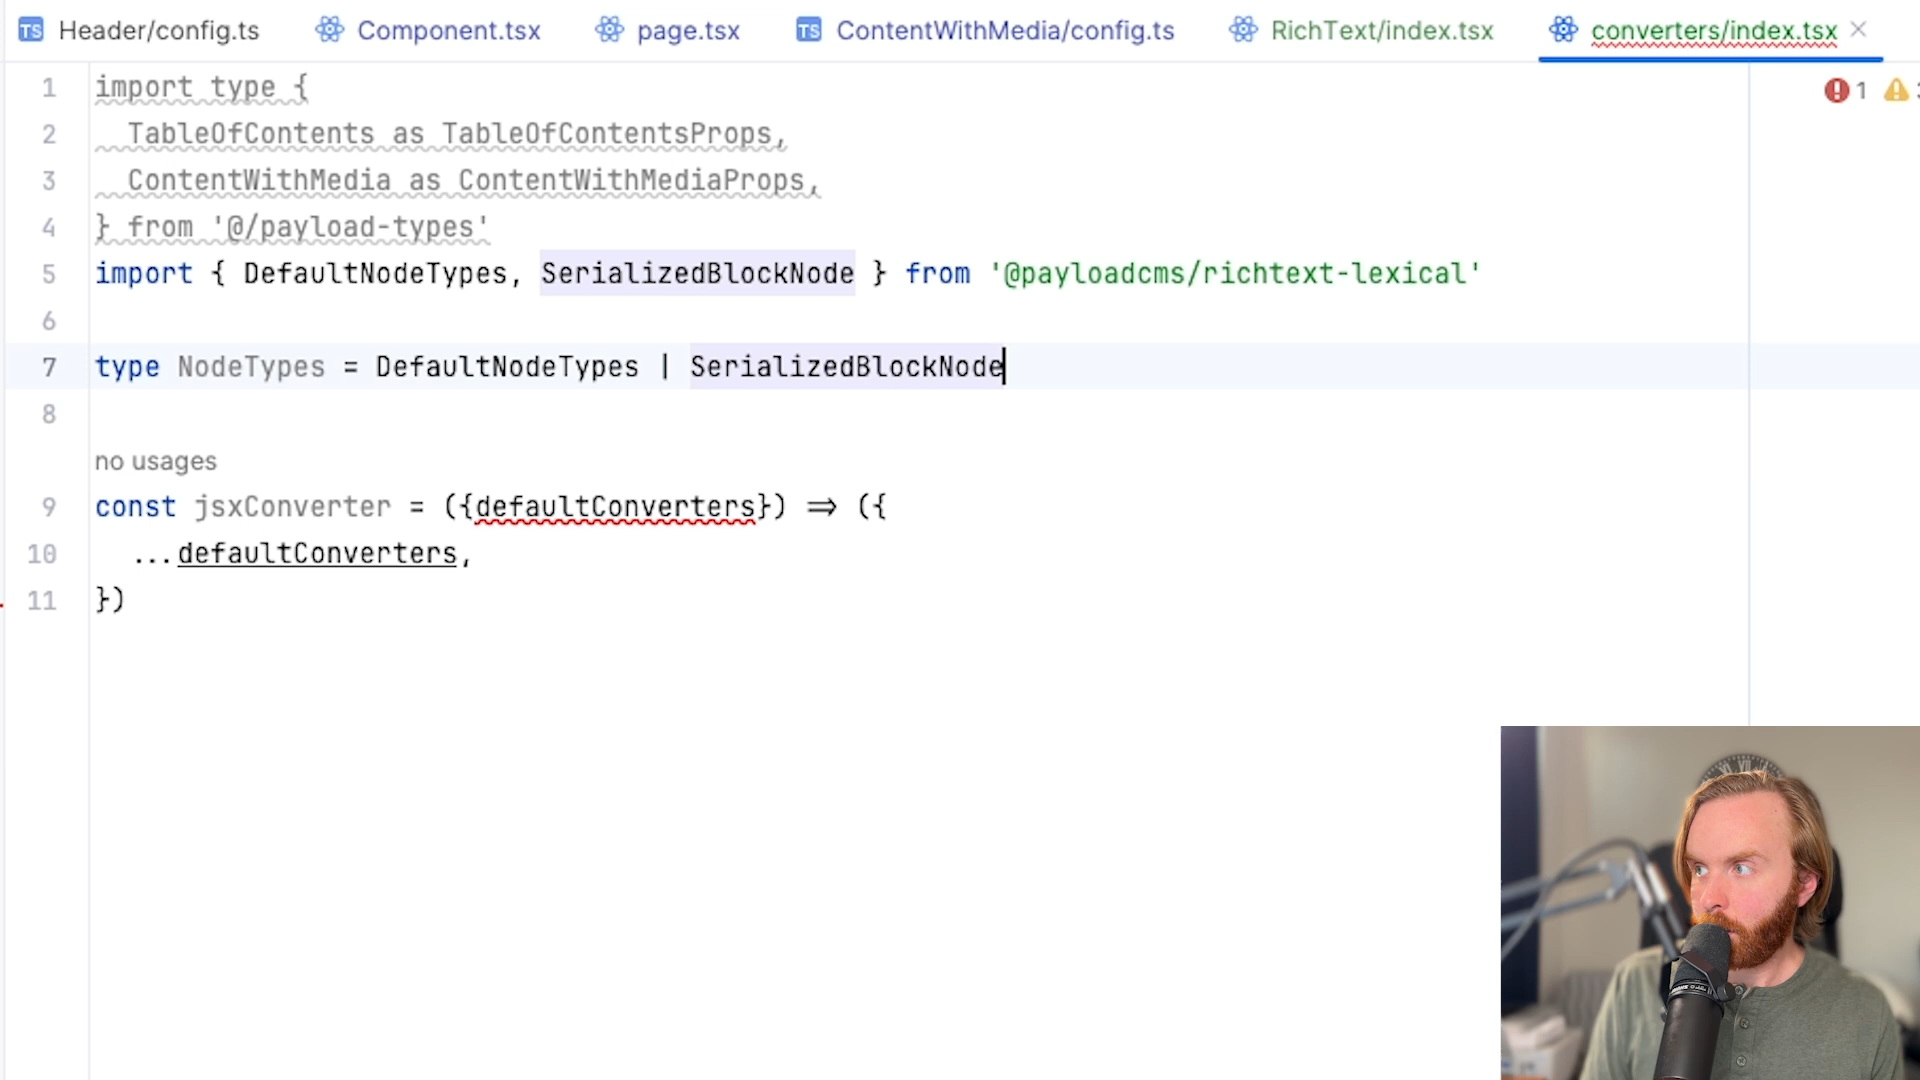 TS Header/config.ts Component.tsx page.tsx TS ContentWithMedia/config.ts RichText/index.tsx converters/index.tsx
1 import type {
1
2 TableOfContents as TableOfContentsProps,
3 ContentWithMedia as ContentWithMediaProps,
4 } from '@/payload-types'
5 import { DefaultNodeTypes, SerializedBlockNode } from '@payloadcms/richtext-lexical'
6
7 type NodeTypes = DefaultNodeTypes | SerializedBlockNode
8
no usages
9 const jsxConverter = ({defaultConverters}) => ({
10 ...defaultConverters,
11 })